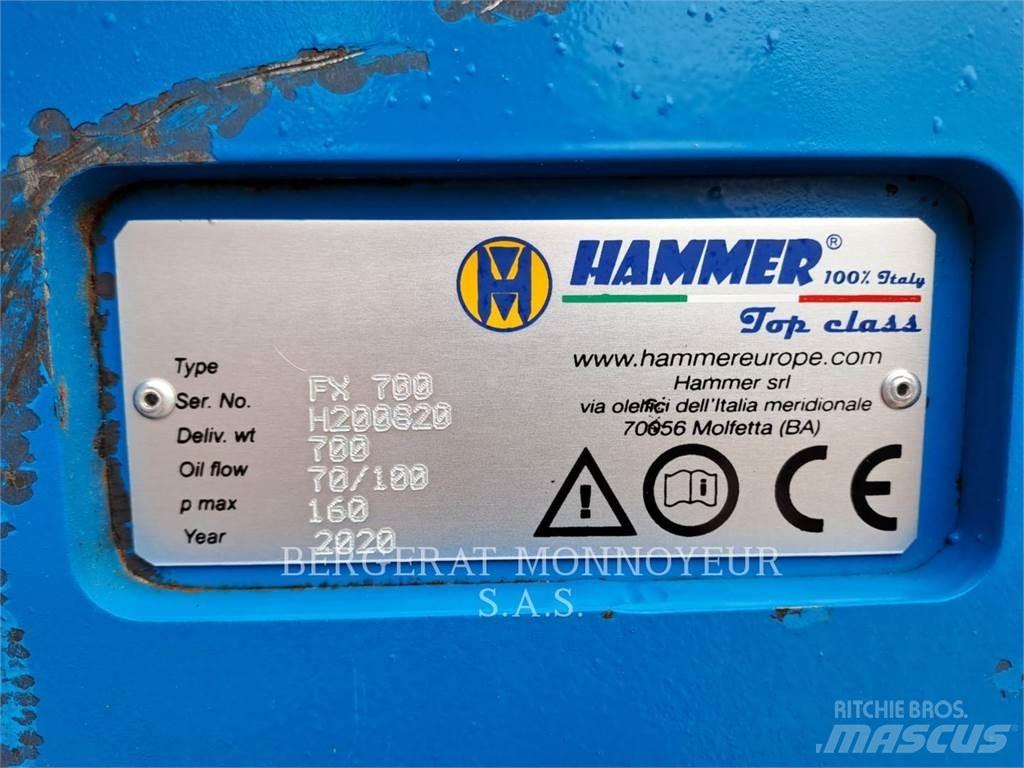 HAMMER®
100% Italy
Top class
www.hammereurope.com
Hammer srl
via olefici dell'Italia meridionale
70056 Molfetta (BA)
Type FX 700
Ser. No. H200820
Deliv. wt 700
Oil flow 70/100
p max 160
Year 2020
CE
BERGERAT MONNOYEUR
S.A.S.
RITCHIE BROS.
MASCUS